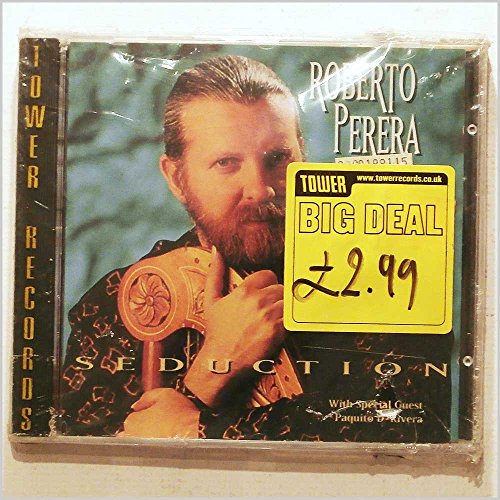 TOWER RECORDS
ROBERTO
PERERA
TOWER
www.towerrecords.co.uk
BIG DEAL
£2.99
SEDUCTION
With Special Guest
Paquito D'Rivera